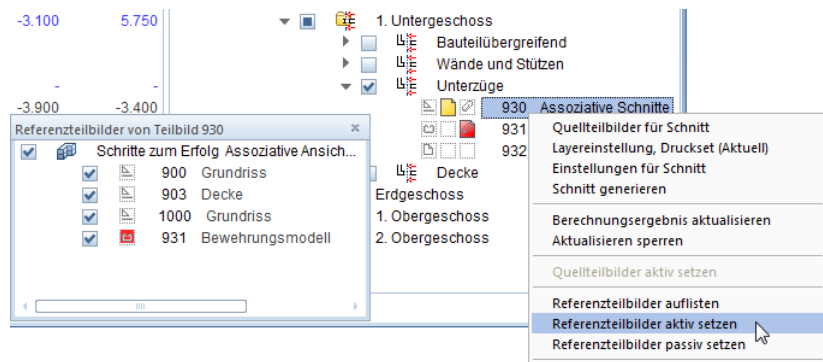 -3.100 5.750 1. Untergeschoss
Bauteilübergreifend
Wände und Stützen
- - Unterzüge
-3.900 -3.400 930 Assoziative Schnitte
931
932
Decke
Erdgeschoss
1. Obergeschoss
2. Obergeschoss
Referenzteilbilder von Teilbild 930
Schritte zum Erfolg Assoziative Ansich...
900 Grundriss
903 Decke
1000 Grundriss
931 Bewehrungsmodell
Quellteilbilder für Schnitt
Layereinstellung, Druckset (Aktuell)
Einstellungen für Schnitt
Schnitt generieren
Berechnungsergebnis aktualisieren
Aktualisieren sperren
Quellteilbilder aktiv setzen
Referenzteilbilder auflisten
Referenzteilbilder aktiv setzen
Referenzteilbilder passiv setzen